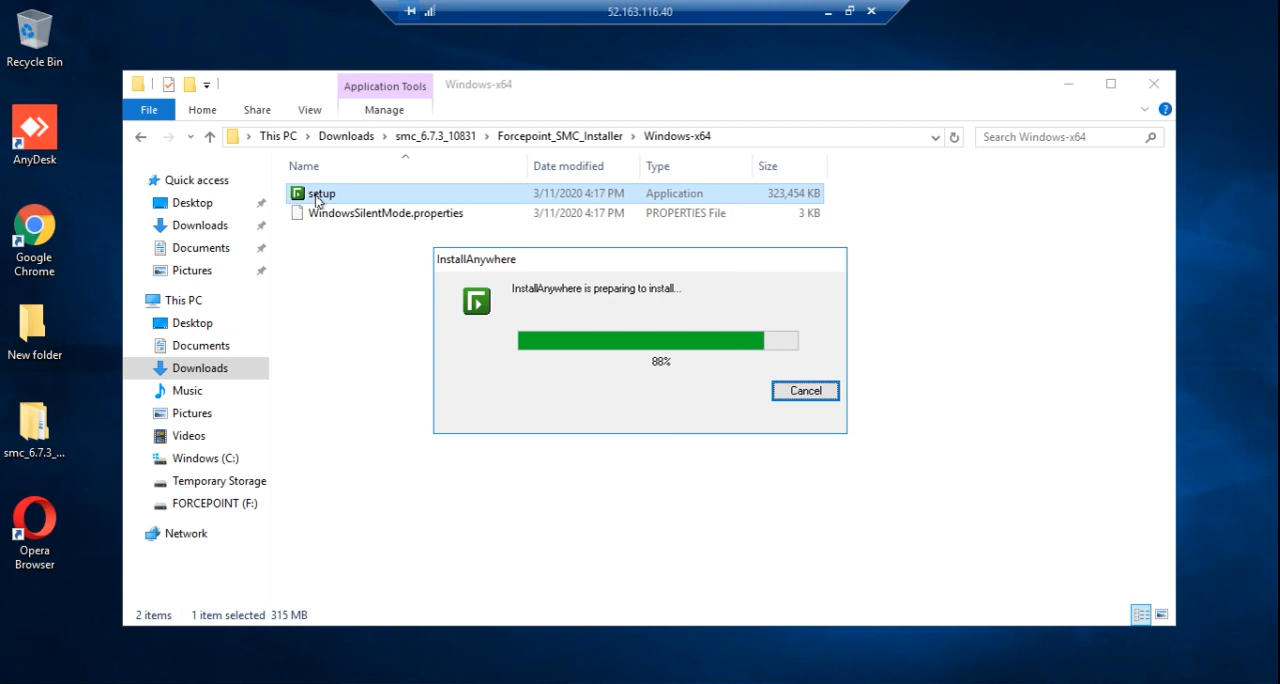 52.163.116.40
Recycle Bin
AnyDesk
Google
Chrome
New folder
smc_6.7.3_...
Opera
Browser
Application Tools
Windows-x64
File
Home
Share
View
Manage
This PC
Downloads
smc_6.7.3_10831
Forcepoint_SMC_Installer
Windows-x64
Search Windows-x64
Quick access
Desktop
Downloads
Documents
Pictures
This PC
Desktop
Documents
Downloads
Music
Pictures
Videos
Windows (C:)
Temporary Storage
FORCEPOINT (F:)
Network
Name
Date modified
Type
Size
setup
3/11/2020 4:17 PM
Application
323,454 KB
WindowsSilentMode.properties
3/11/2020 4:17 PM
PROPERTIES File
3 KB
InstallAnywhere
InstallAnywhere is preparing to install...
88%
Cancel
2 items
1 item selected 315 MB